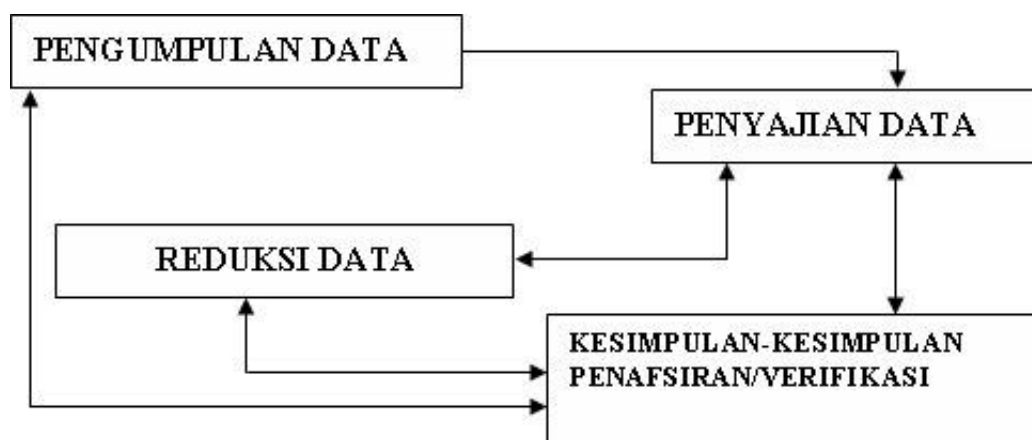 PENGUMPULAN DATA
PENYAJIAN DATA
REDUKSI DATA
KESIMPULAN-KESIMPULAN
PENAFSIRAN/VERIFIKASI